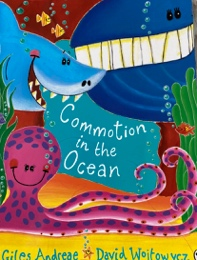 Commotion
in the
Ocean
Giles Andreae David Wojtowycz